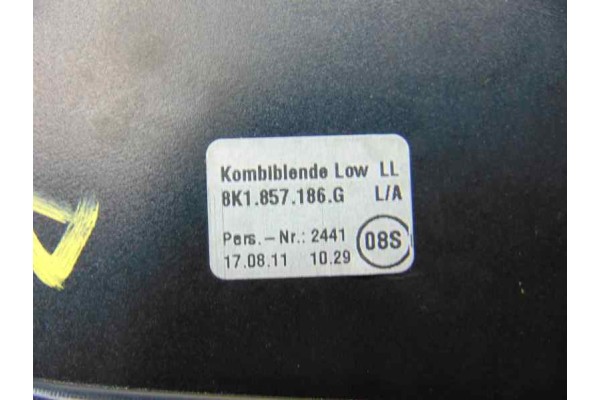 Kombiblende Low LL
8K1.857.186.G L/A
Pers.-Nr.: 2441
08S
17.08.11 10.29